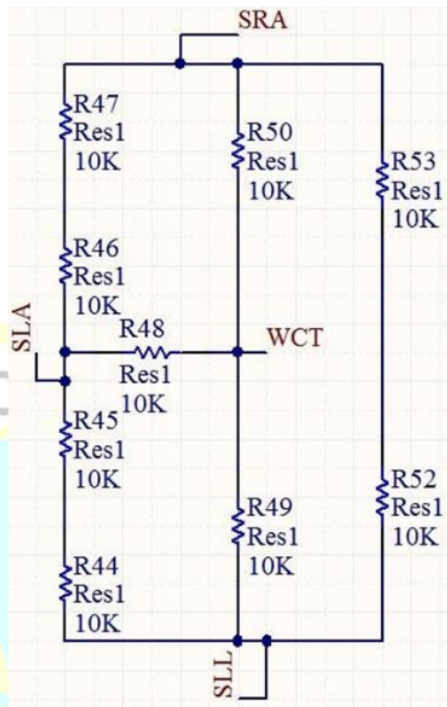 SRA
R47
Res1
10K
R50
Res1
10K
R53
Res1
10K
R46
Res1
10K
SLA
R48
Res1
10K
WCT
R45
Res1
10K
R49
Res1
10K
R52
Res1
10K
R44
Res1
10K
SLL